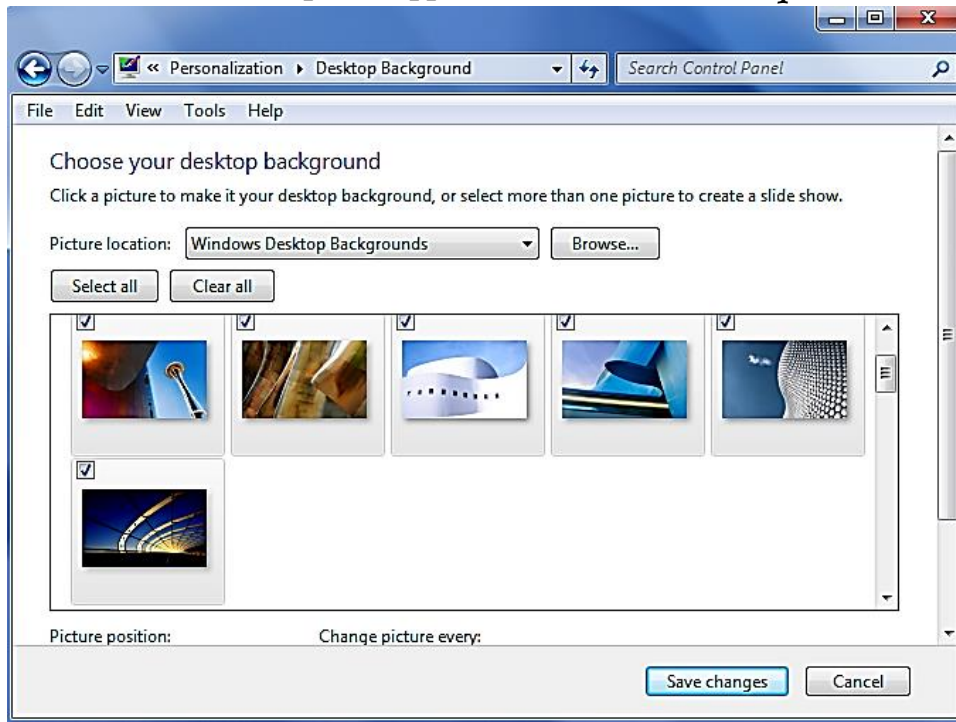 « Personalization ▸ Desktop Background
Search Control Panel
File Edit View Tools Help
Choose your desktop background
Click a picture to make it your desktop background, or select more than one picture to create a slide show.
Picture location: Windows Desktop Backgrounds Browse...
Select all Clear all
Picture position: Change picture every:
Save changes Cancel